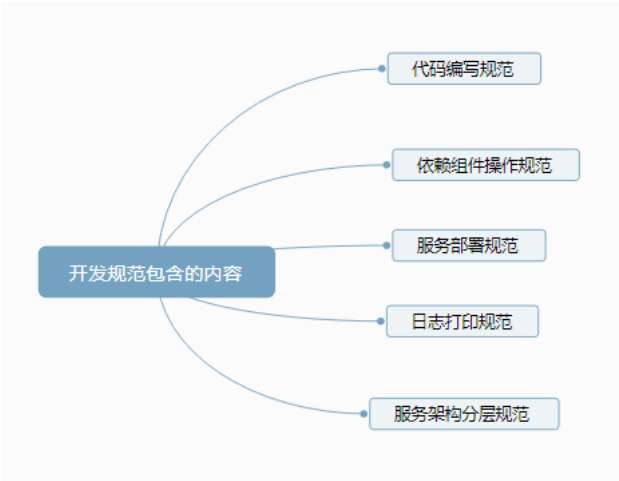 代码编写规范
依赖组件操作规范
服务部署规范
开发规范包含的内容
日志打印规范
服务架构分层规范